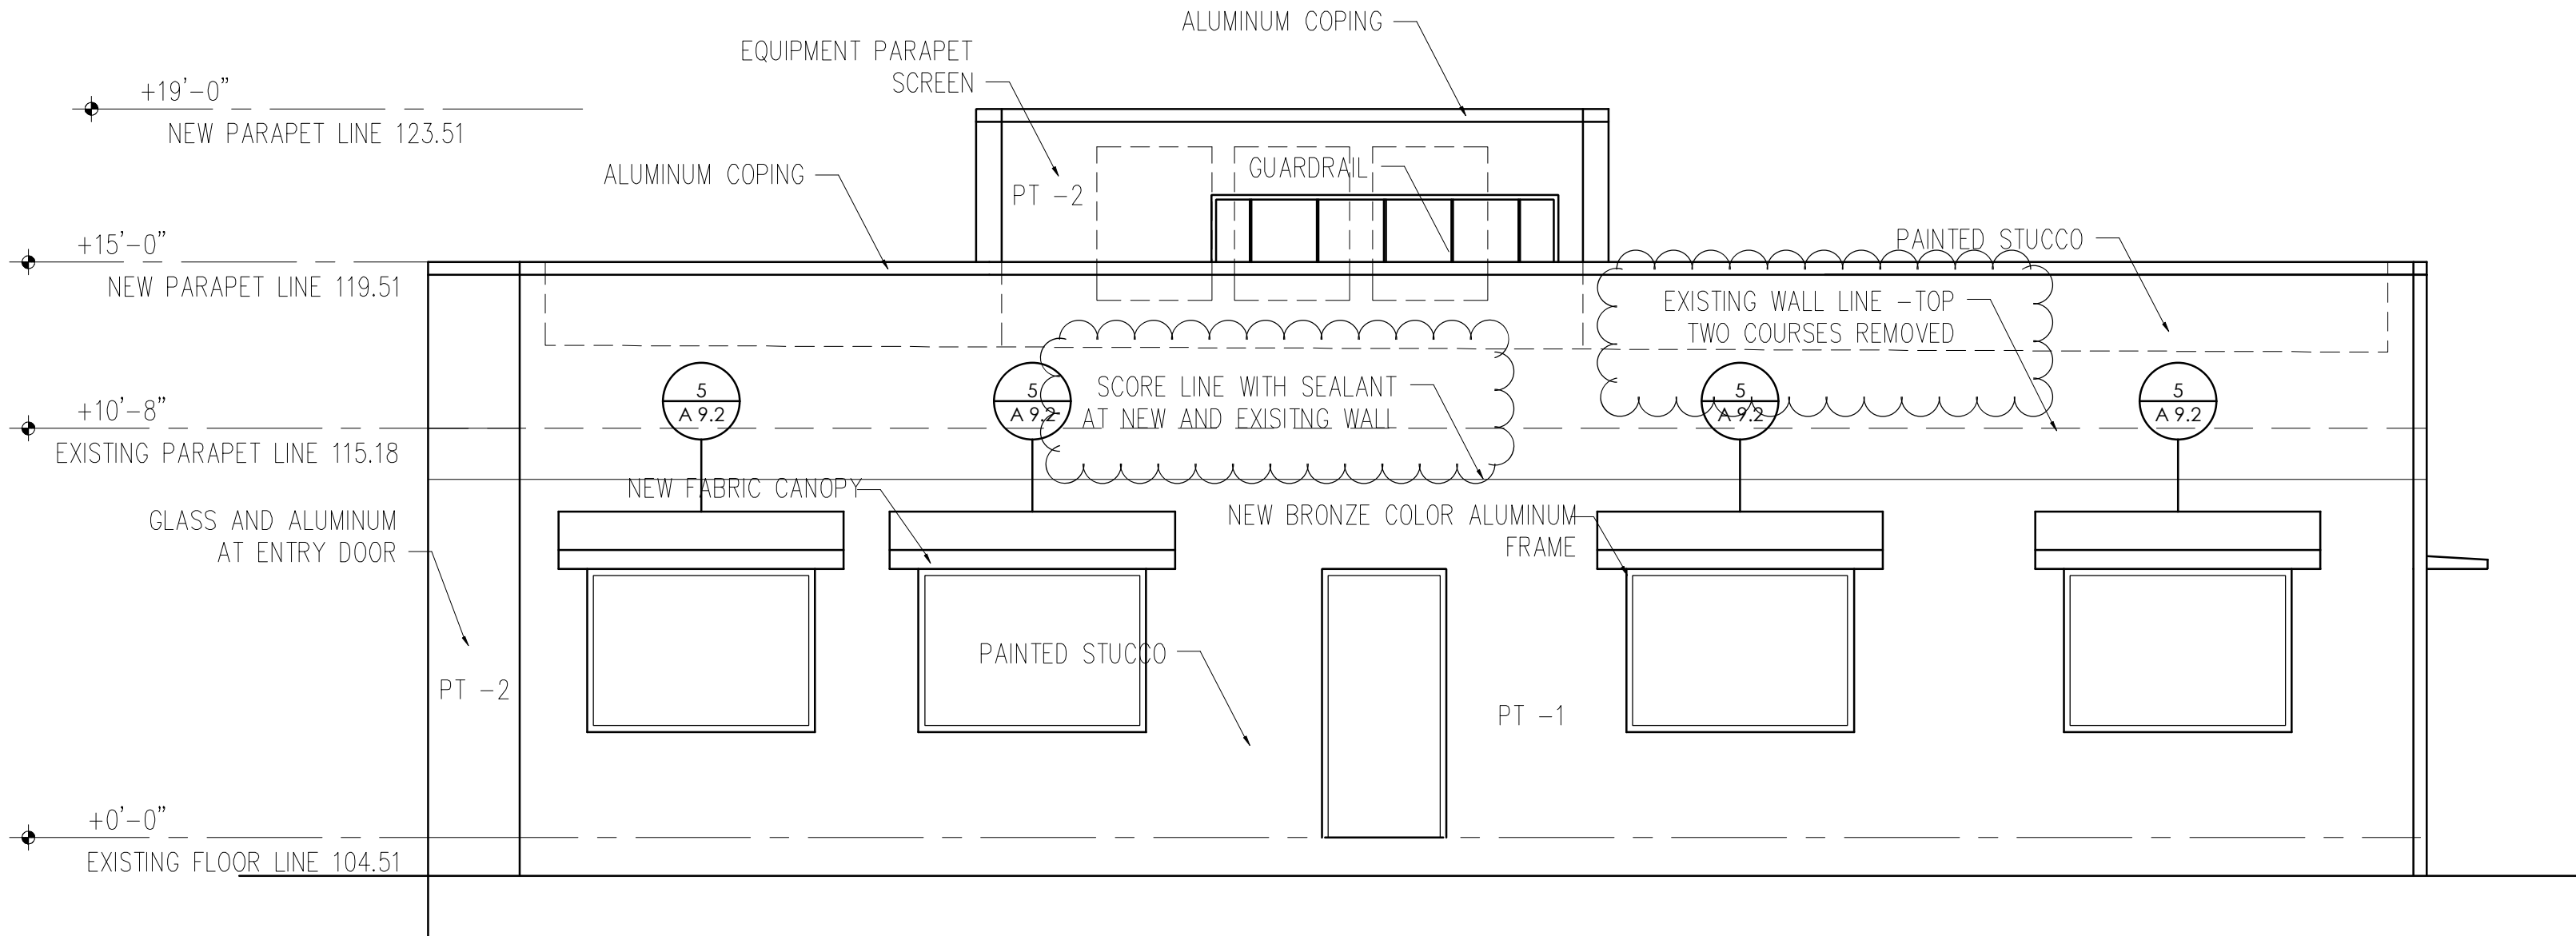 ALUMINUM COPING
EQUIPMENT PARAPET
SCREEN
+19'-0"
NEW PARAPET LINE 123.51
ALUMINUM COPING
GUARDRAIL
PT -2
+15'-0"
NEW PARAPET LINE 119.51
PAINTED STUCCO
EXISTING WALL LINE -TOP
TWO COURSES REMOVED
5
A 9.2
5
A 9.2
SCORE LINE WITH SEALANT
AT NEW AND EXISITNG WALL
5
A 9.2
5
A 9.2
+10'-8"
EXISTING PARAPET LINE 115.18
NEW FABRIC CANOPY
GLASS AND ALUMINUM
AT ENTRY DOOR
NEW BRONZE COLOR ALUMINUM
FRAME
PAINTED STUCCO
PT -2
PT -1
+0'-0"
EXISTING FLOOR LINE 104.51